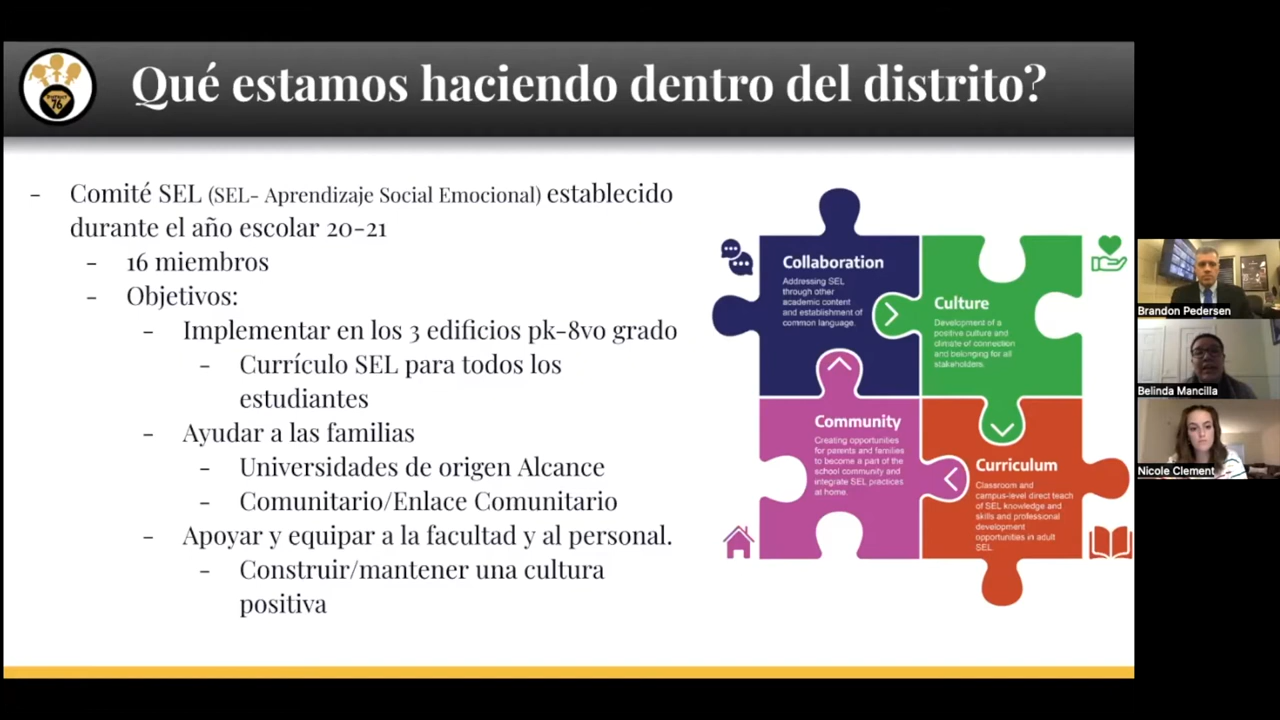 Qué estamos haciendo dentro del distrito?
DISTRICT
76
- Comité SEL (SEL- Aprendizaje Social Emocional) establecido
durante el año escolar 20-21
- 16 miembros
- Objetivos:
- Implementar en los 3 edificios pk-8vo grado
- Currículo SEL para todos los
estudiantes
- Ayudar a las familias
- Universidades de origen Alcance
- Comunitario/Enlace Comunitario
- Apoyar y equipar a la facultad y al personal.
- Construir/mantener una cultura
positiva
Collaboration
Addressing SEL
through other
academic content
and establishment of
common language.
Culture
Development of a
positive culture and
climate of connection
and belonging for all
stakeholders.
Community
Creating opportunities
for parents and families
to become a part of the
school community and
integrate SEL practices
at home.
Curriculum
Classroom and
campus-level direct teach
of SEL knowledge and
skills and professional
development
opportunities in adult
SEL.
Brandon Pedersen
Belinda Mancilla
Nicole Clement